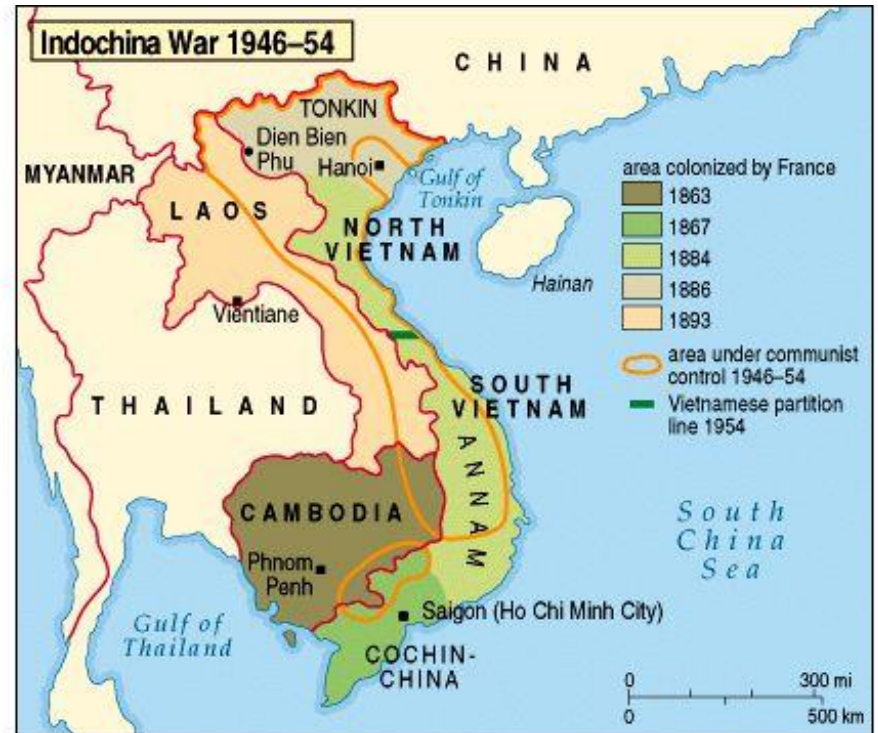 Indochina War 1946–54
CHINA
TONKIN
Dien Bien
Phu
Hanoi
Gulf of
Tonkin
MYANMAR
LAOS
NORTH
VIETNAM
Hainan
Vientiane
THAILAND
SOUTH
VIETNAM
ANNAM
CAMBODIA
Phnom
Penh
Saigon (Ho Chi Minh City)
Gulf of
Thailand
COCHIN-
CHINA
South
China
Sea
area colonized by France
1863
1867
1884
1886
1893
area under communist
control 1946–54
Vietnamese partition
line 1954
0 300 mi
0 500 km